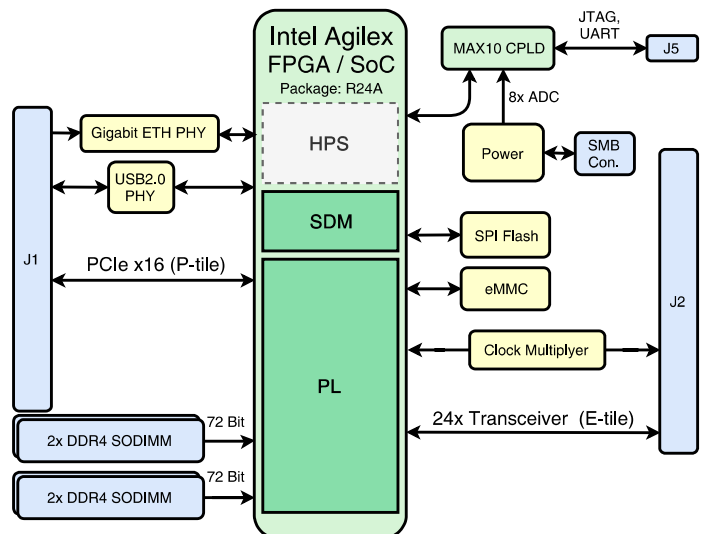 Intel Agilex
FPGA / SoC
Package: R24A
HPS
SDM
PL
MAX10 CPLD
JTAG,
UART
J5
8x ADC
Power
SMB
Con.
Gigabit ETH PHY
USB2.0
PHY
J1
PCIe x16 (P-tile)
SPI Flash
eMMC
J2
Clock Multiplyer
24x Transceiver (E-tile)
72 Bit
2x DDR4 SODIMM
72 Bit
2x DDR4 SODIMM